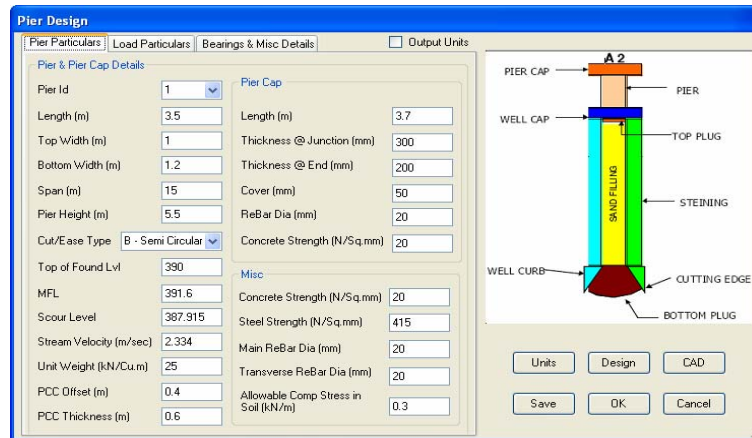 Pier Design
Pier Particulars
Load Particulars
Bearings & Misc Details
Output Units
Pier & Pier Cap Details
Pier Id 1
Length (m) 3.5
Top Width (m) 1
Bottom Width (m) 1.2
Span (m) 15
Pier Height (m) 5.5
Cut/Ease Type B - Semi Circular
Top of Found Lvl 390
MFL 391.6
Scour Level 387.915
Stream Velocity (m/sec) 2.334
Unit Weight (kN/Cu.m) 25
PCC Offset (m) 0.4
PCC Thickness (m) 0.6
Pier Cap
Length (m) 3.7
Thickness @ Junction (mm) 300
Thickness @ End (mm) 200
Cover (mm) 50
ReBar Dia (mm) 20
Concrete Strength (N/Sq.mm) 20
Misc
Concrete Strength (N/Sq.mm) 20
Steel Strength (N/Sq.mm) 415
Main ReBar Dia (mm) 20
Transverse ReBar Dia (mm) 20
Allowable Comp Stress in
Soil (kN/m) 0.3
A 2
PIER CAP
PIER
WELL CAP
TOP PLUG
SAND FILLING
STEINING
WELL CURB
CUTTING EDGE
BOTTOM PLUG
Units
Design
CAD
Save
OK
Cancel